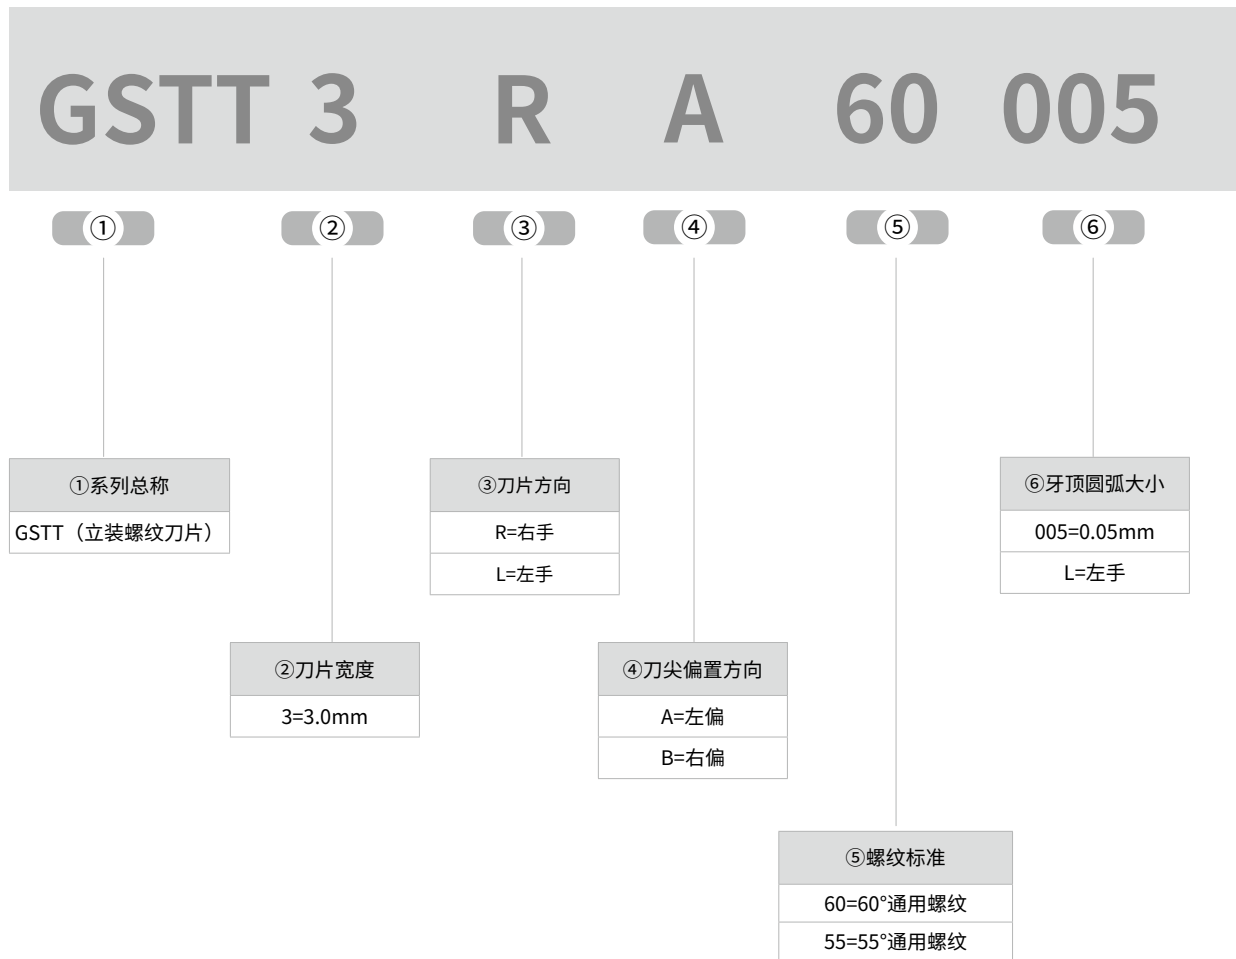 GSTT 3 R A 60 005
① ② ③ ④ ⑤ ⑥
①系列总称
GSTT（立装螺纹刀片）
③刀片方向
R=右手
L=左手
⑥牙顶圆弧大小
005=0.05mm
L=左手
②刀片宽度
3=3.0mm
④刀尖偏置方向
A=左偏
B=右偏
⑤螺纹标准
60=60°通用螺纹
55=55°通用螺纹